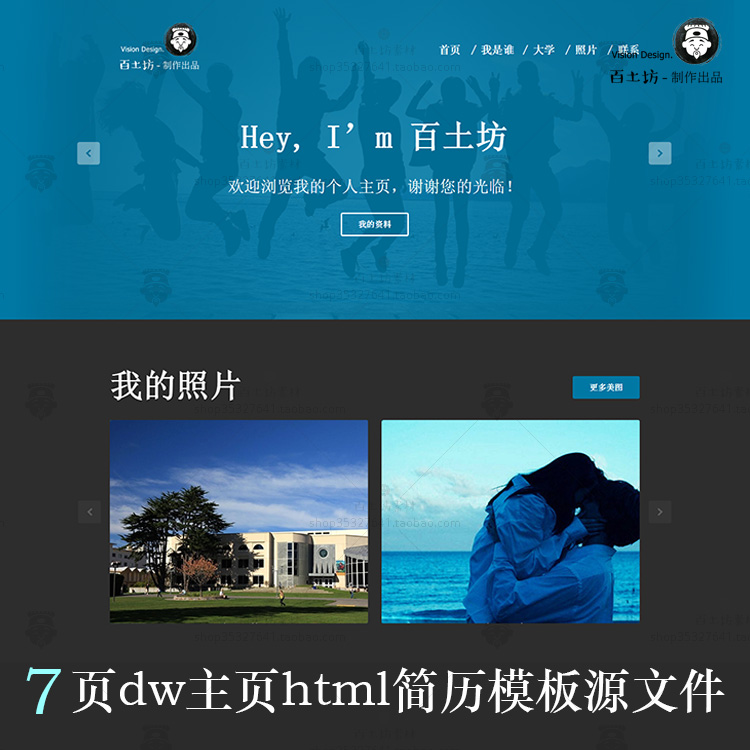 Vision Design.
百土坊 - 制作出品
首页 / 我是谁 / 大学 / 照片 / 联系
Vision Design.
百土坊 - 制作出品
Hey, I’m 百土坊
欢迎浏览我的个人主页，谢谢您的光临！
我的资料
我的照片
更多美图
shop35327641.taobao.com
7页dw主页html简历模板源文件